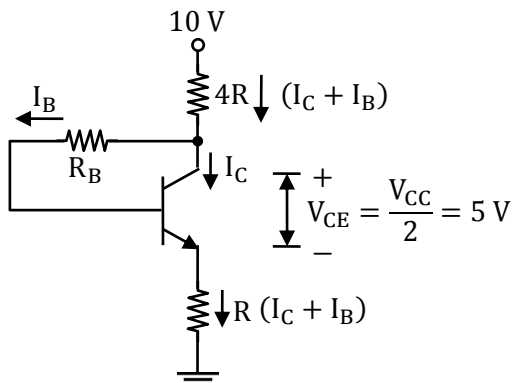 10 V
4R (I_C + I_B)
I_B
R_B
I_C
+
V_CE = V_CC/2 = 5 V
−
R (I_C + I_B)